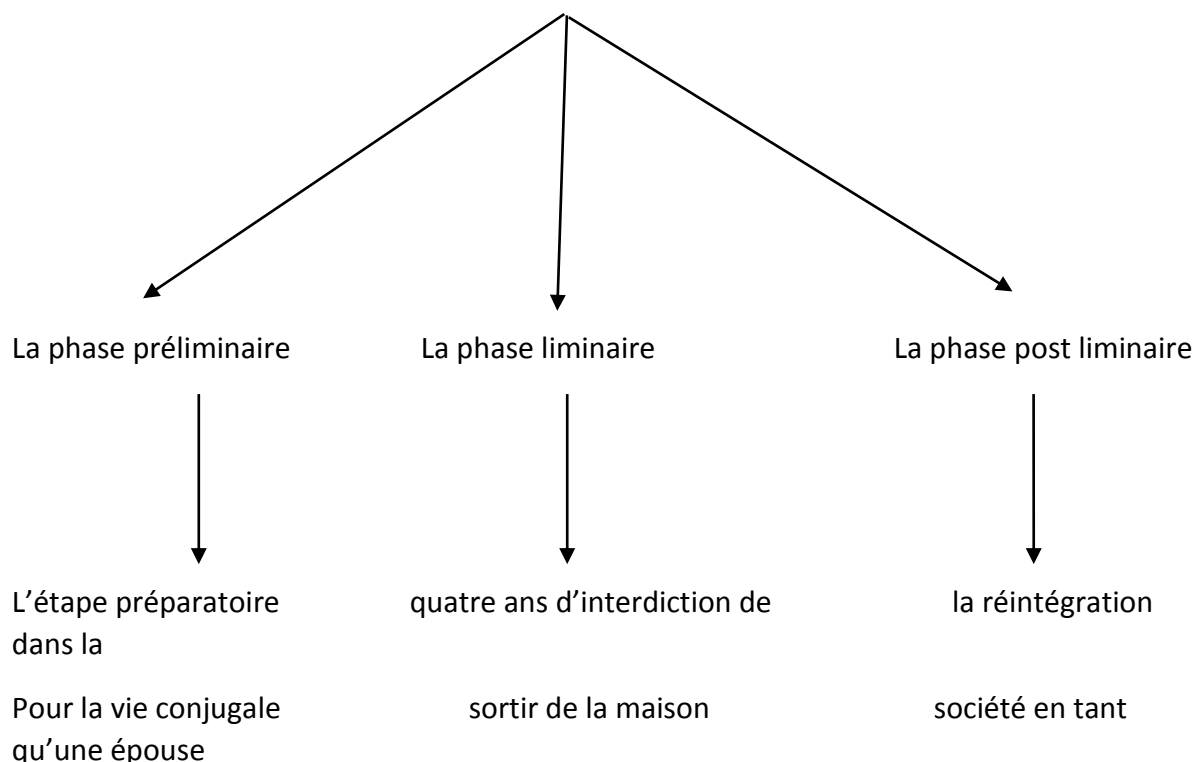 La phase préliminaire La phase liminaire La phase post liminaire
L’étape préparatoire quatre ans d’interdiction de la réintégration
dans la
Pour la vie conjugale sortir de la maison société en tant
qu’une épouse